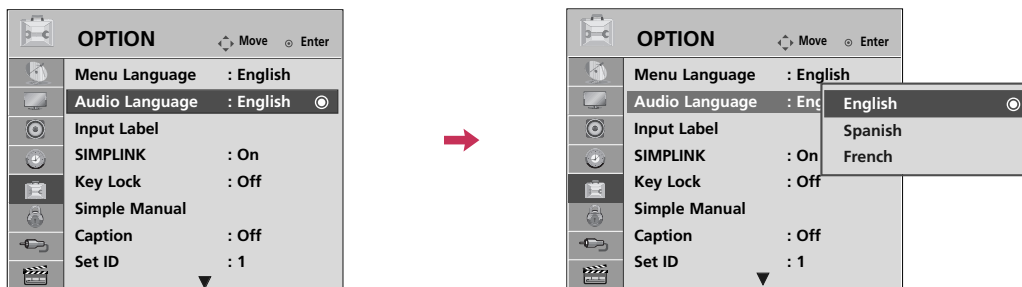 OPTION Move Enter
Menu Language : English
Audio Language : English
Input Label
SIMPLINK : On
Key Lock : Off
Simple Manual
Caption : Off
Set ID : 1
OPTION Move Enter
Menu Language : English
Audio Language : Eng
Input Label
SIMPLINK : On
Key Lock : Off
Simple Manual
Caption : Off
Set ID : 1
English
Spanish
French